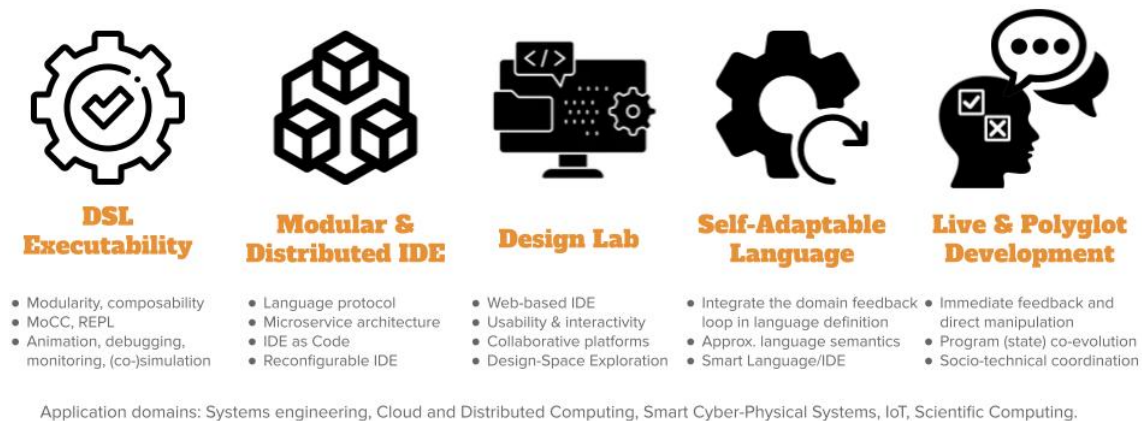 </>
DSL
Executability
● Modularity, composability
● MoCC, REPL
● Animation, debugging,
monitoring, (co-)simulation
Modular &
Distributed IDE
● Language protocol
● Microservice architecture
● IDE as Code
● Reconfigurable IDE
Design Lab
● Web-based IDE
● Usability & interactivity
● Collaborative platforms
● Design-Space Exploration
Self-Adaptable
Language
● Integrate the domain feedback
loop in language definition
● Approx. language semantics
● Smart Language/IDE
Live & Polyglot
Development
● Immediate feedback and
direct manipulation
● Program (state) co-evolution
● Socio-technical coordination
Application domains: Systems engineering, Cloud and Distributed Computing, Smart Cyber-Physical Systems, IoT, Scientific Computing.